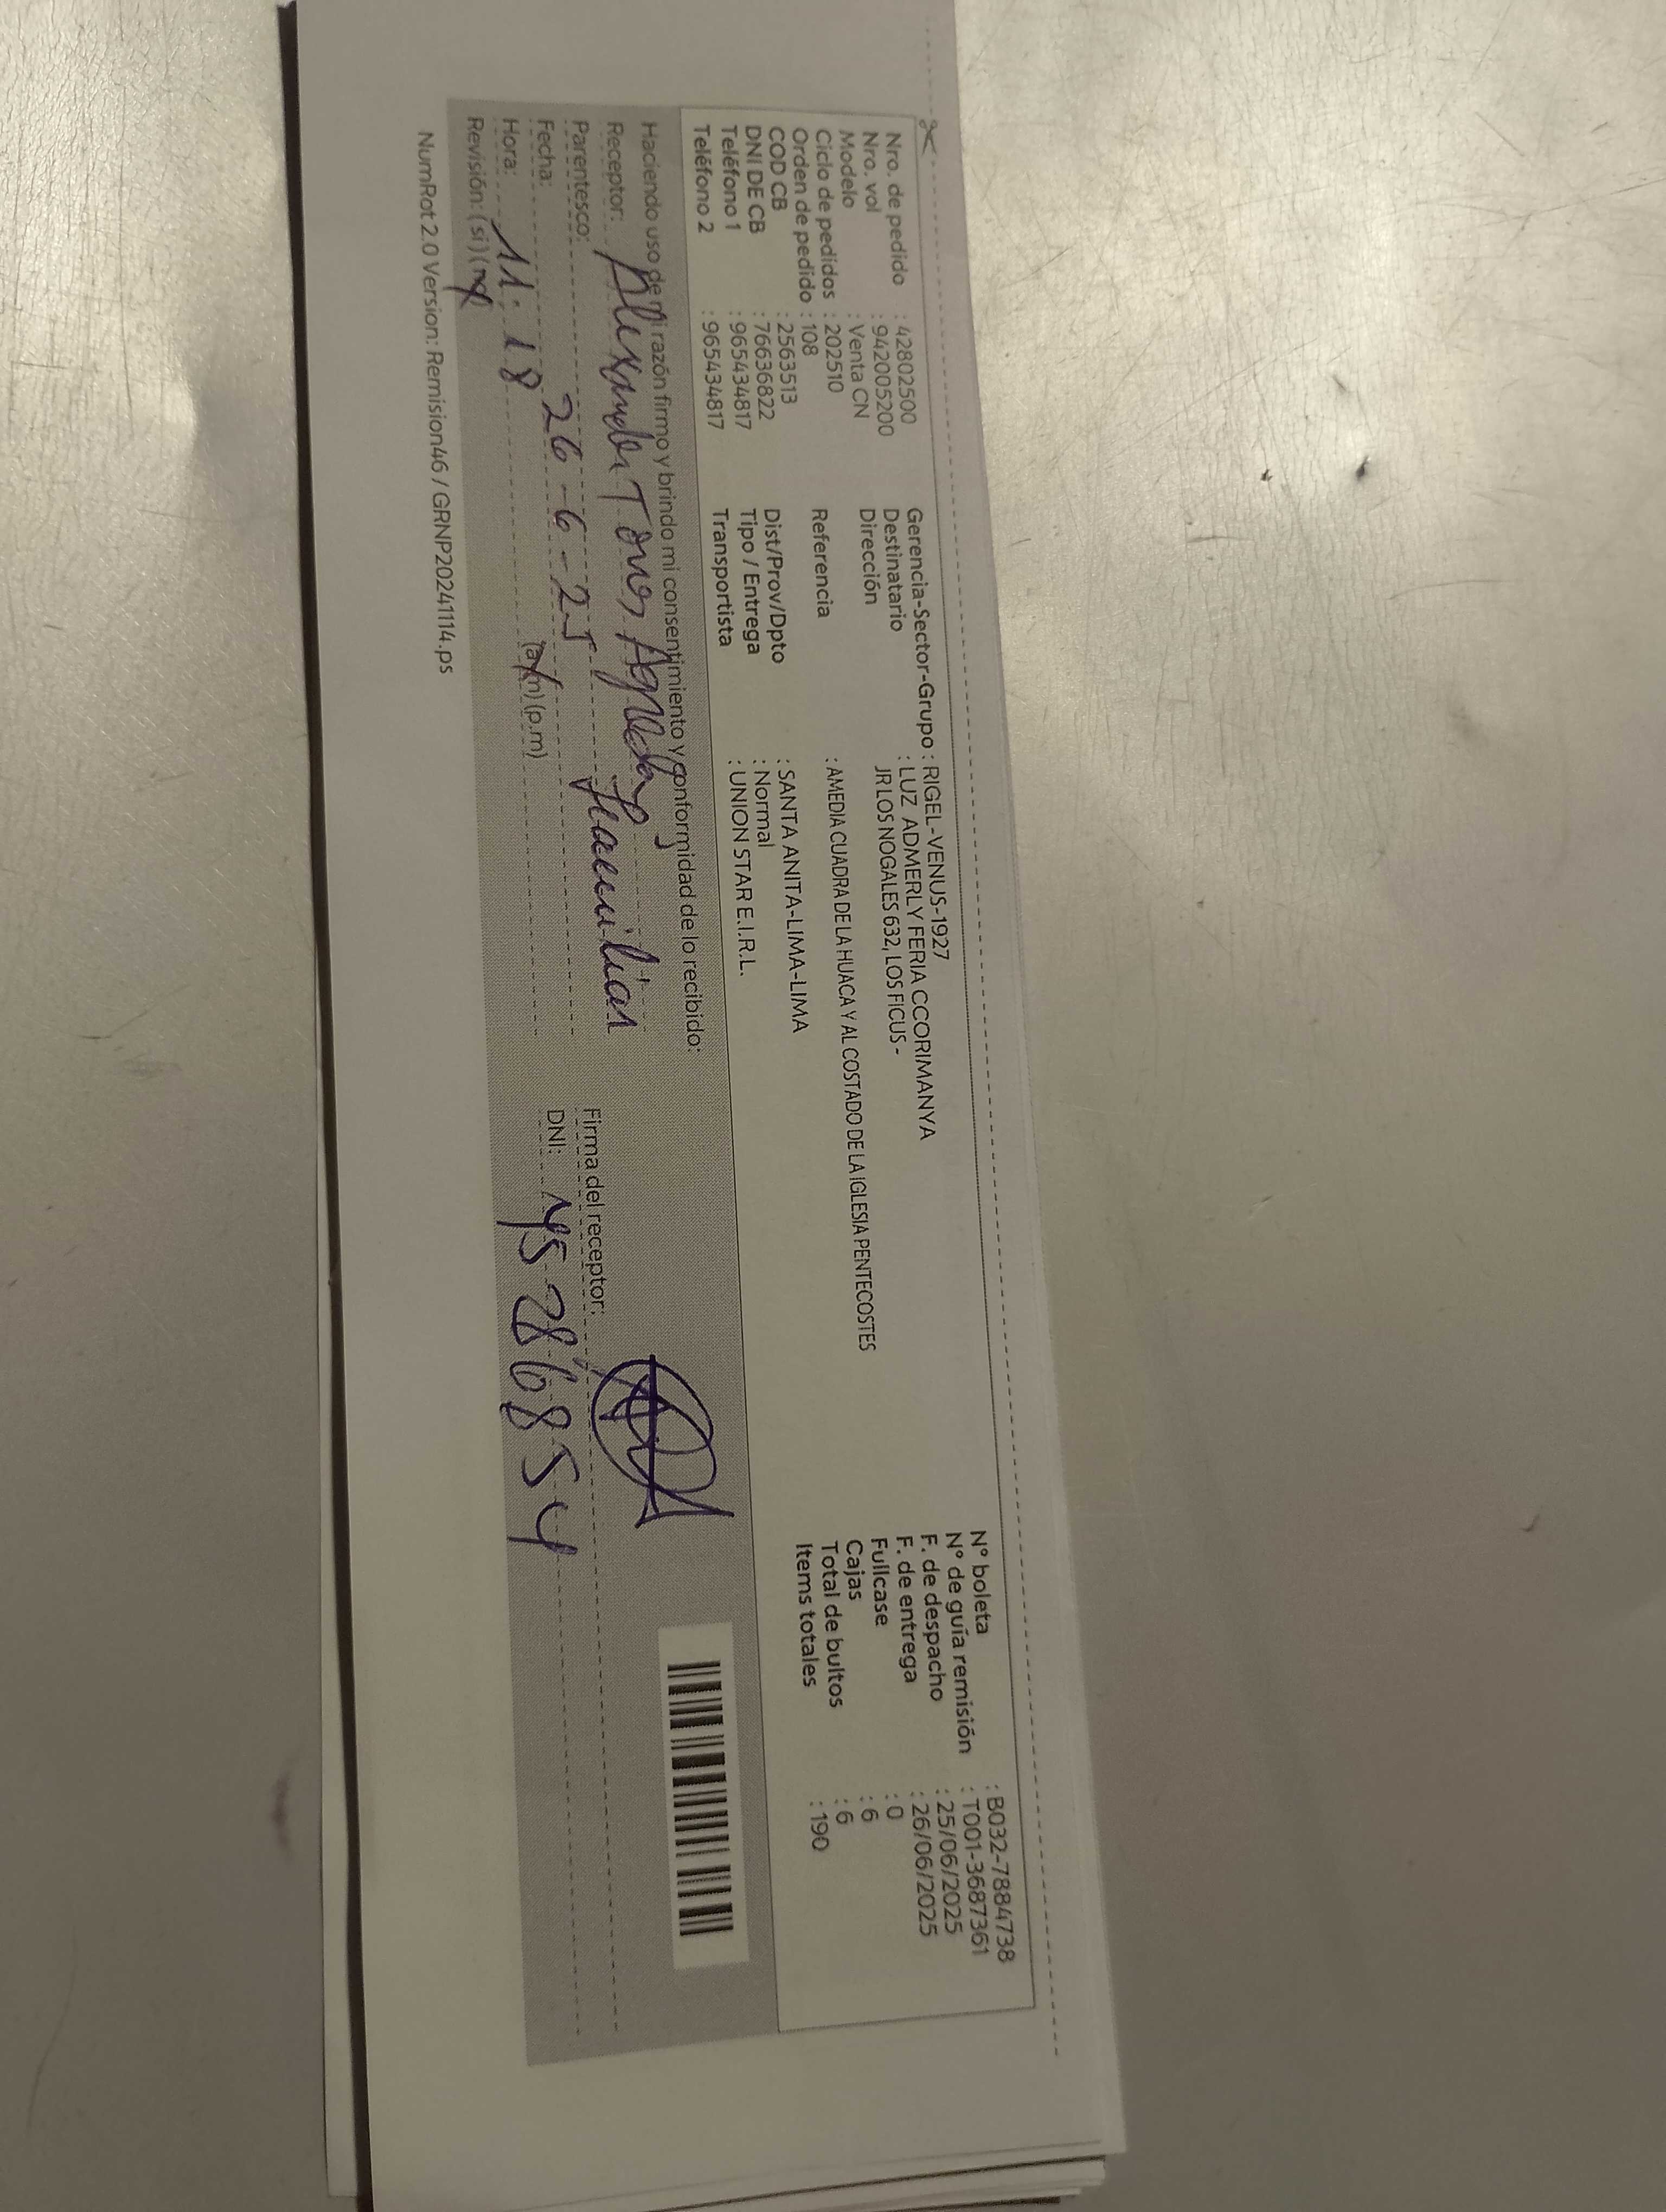 Nro. de pedido : 42802500
Nro. vol : 942005200
Modelo : Venta CN
Ciclo de pedidos : 202510
Orden de pedido : 108
COD CB : 2563513
DNI DE CB : 76636822
Teléfono 1 : 965434817
Teléfono 2 : 965434817
Gerencia-Sector-Grupo : RIGEL-VENUS-1927
Destinatario : LUZ ADMERLY FERIA CCORIMANYA
Dirección JR LOS NOGALES 632, LOS FICUS -
Referencia : AMEDIA CUADRA DE LA HUACA Y AL COSTADO DE LA IGLESIA PENTECOSTES
Dist/Prov/Dpto : SANTA ANITA-LIMA-LIMA
Tipo / Entrega : Normal
Transportista : UNION STAR E.I.R.L.
N° boleta : B032-7884738
N° de guía remisión : T001-3687361
F. de despacho : 25/06/2025
F. de entrega : 26/06/2025
Fullcase : 0
Cajas : 6
Total de bultos : 6
Items totales : 190
Haciendo uso de mi razón firmo y brindo mi consentimiento y conformidad de lo recibido:
Receptor: Alexander Torres
Parentesco: Familiar
Fecha: 26-6-25
Hora: 11:18 (a.m) (p.m)
Revisión: (si) (no)
Firma del receptor:
DNI: 45286854
NumRot 2.0 Version: Remision46 / GRNP20241114.ps